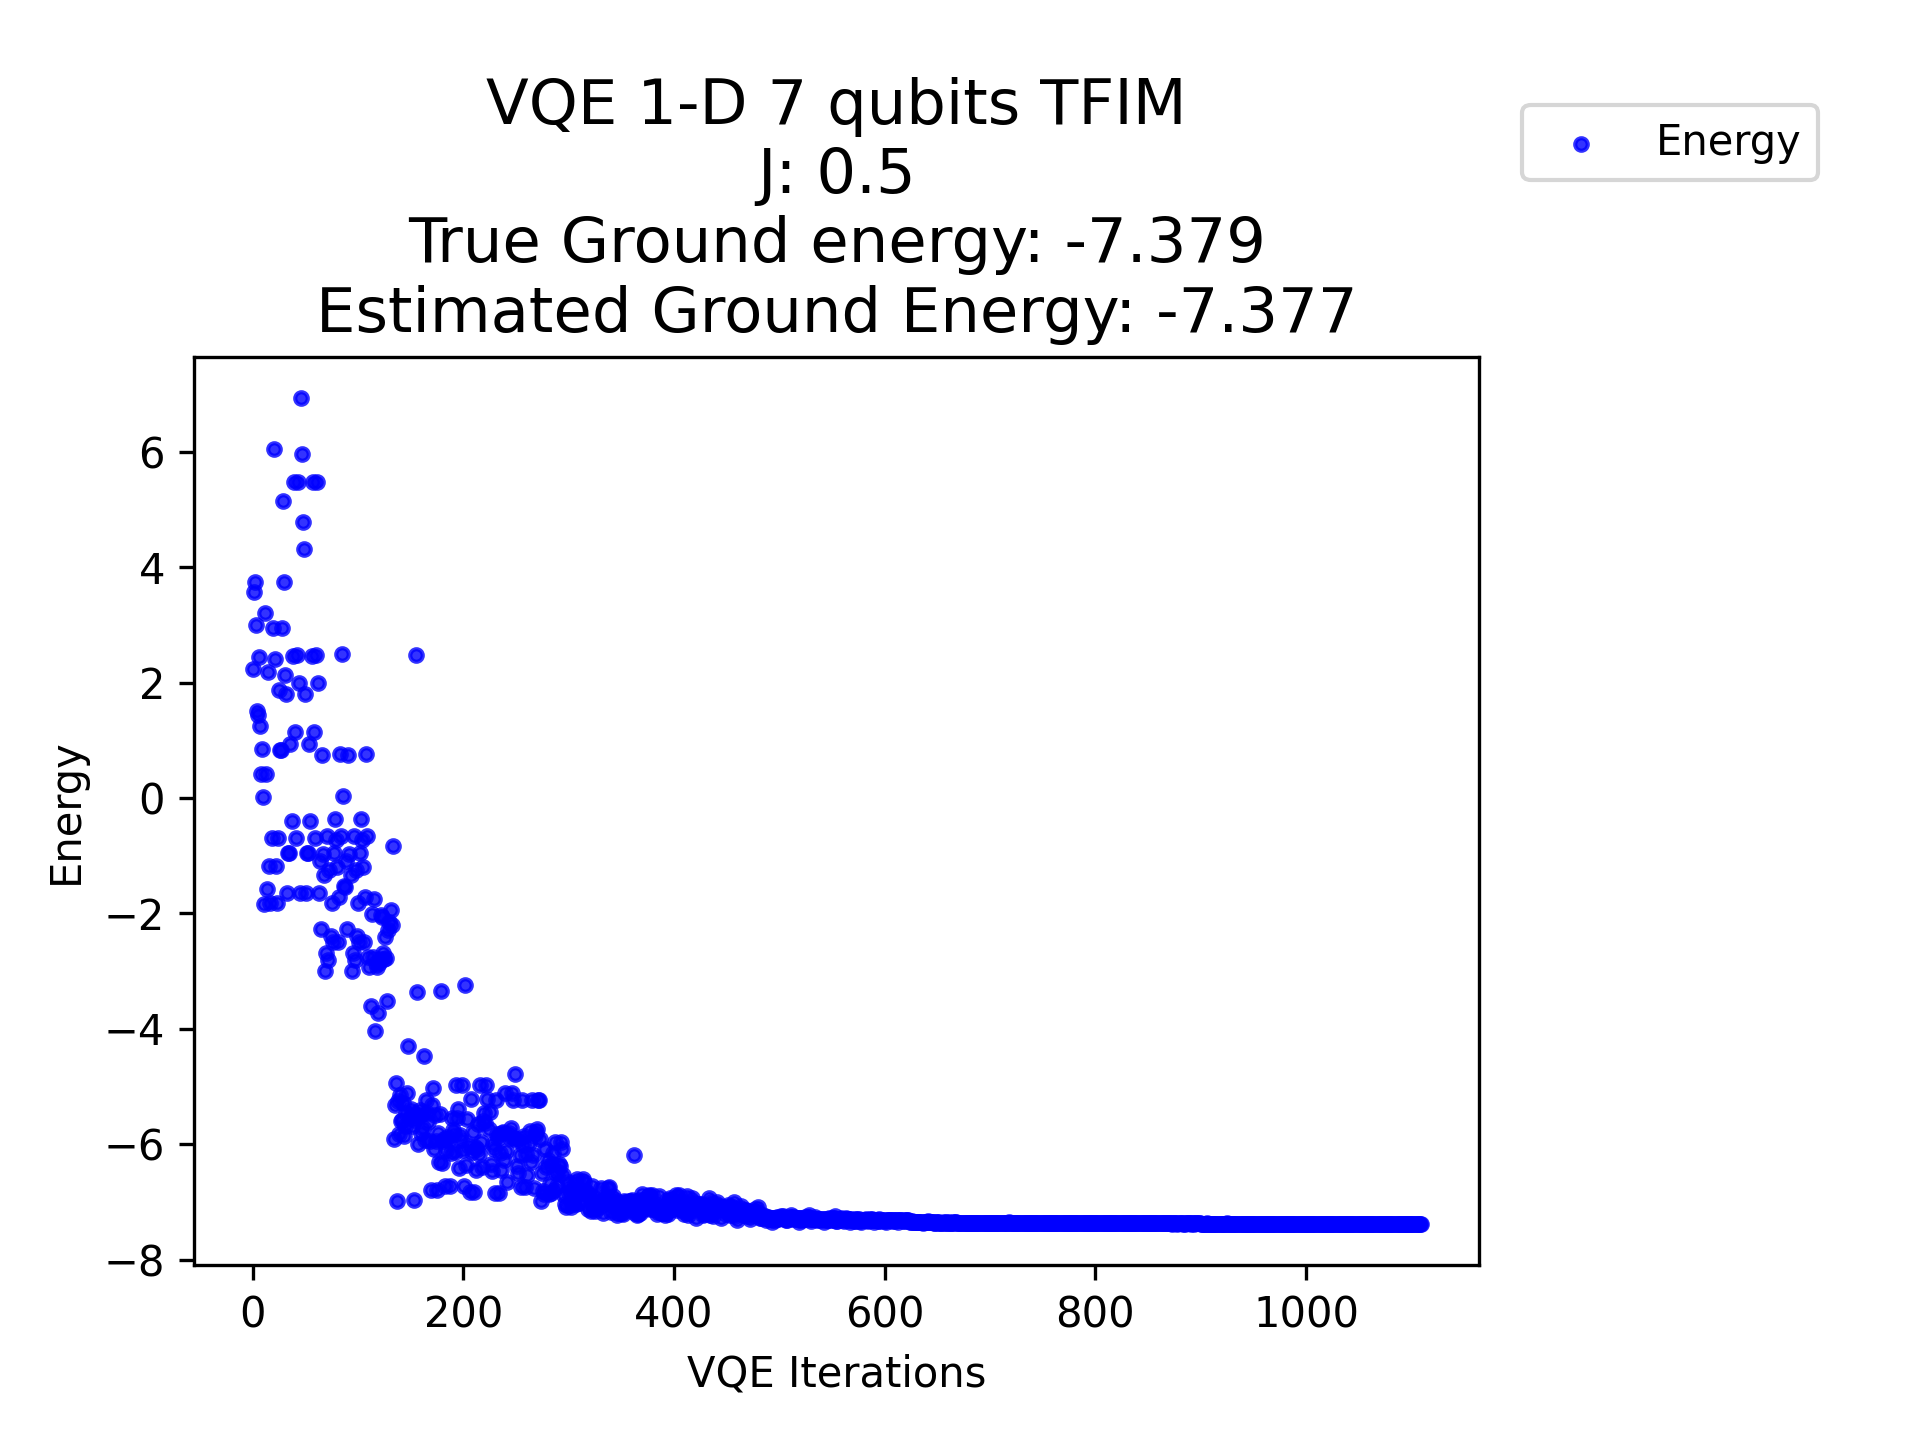 VQE 1-D 7 qubits TFIM
J: 0.5
True Ground energy: -7.379
Estimated Ground Energy: -7.377
Energy
6
4
2
0
−2
−4
−6
−8
Energy
0 200 400 600 800 1000
VQE Iterations